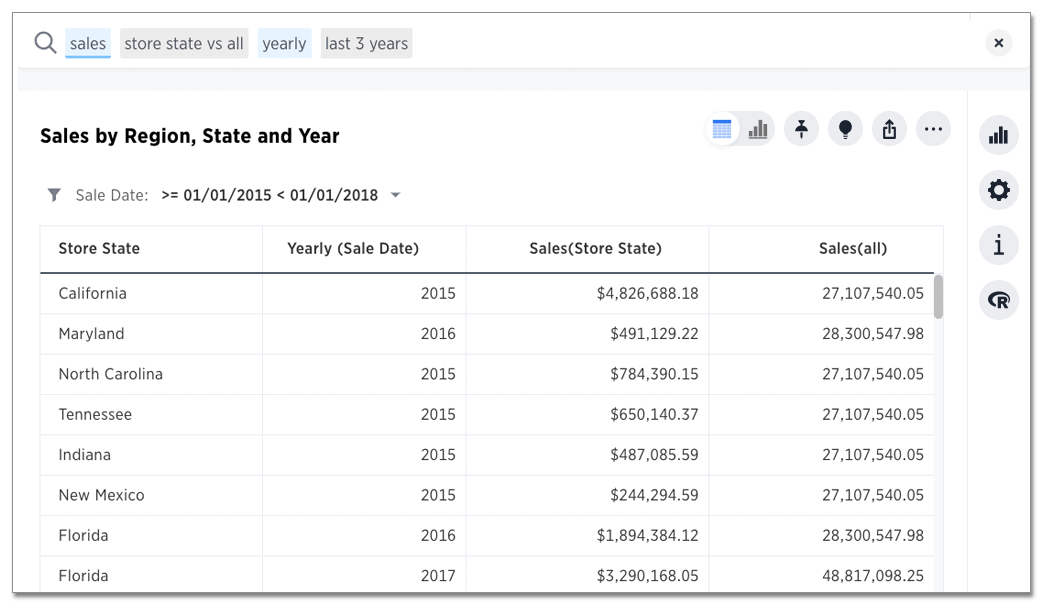 sales store state vs all yearly last 3 years
Sales by Region, State and Year
Sale Date: >= 01/01/2015 < 01/01/2018
Store State Yearly (Sale Date) Sales(Store State) Sales(all)
California 2015 $4,826,688.18 27,107,540.05
Maryland 2016 $491,129.22 28,300,547.98
North Carolina 2015 $784,390.15 27,107,540.05
Tennessee 2015 $650,140.37 27,107,540.05
Indiana 2015 $487,085.59 27,107,540.05
New Mexico 2015 $244,294.59 27,107,540.05
Florida 2016 $1,894,384.12 28,300,547.98
Florida 2017 $3,290,168.05 48,817,098.25